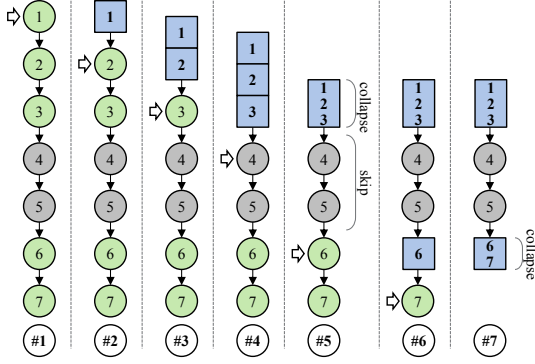 1 1 1 1 1 1 1
2 2 2 2 2 2 2
3 3 3 3 3 3 3
collapse
4 4 4 4 4 4 4
5 5 5 5 5 5 5
skip
6 6 6 6 6 6 6
7 7 7 7 7 7 7
collapse
#1 #2 #3 #4 #5 #6 #7